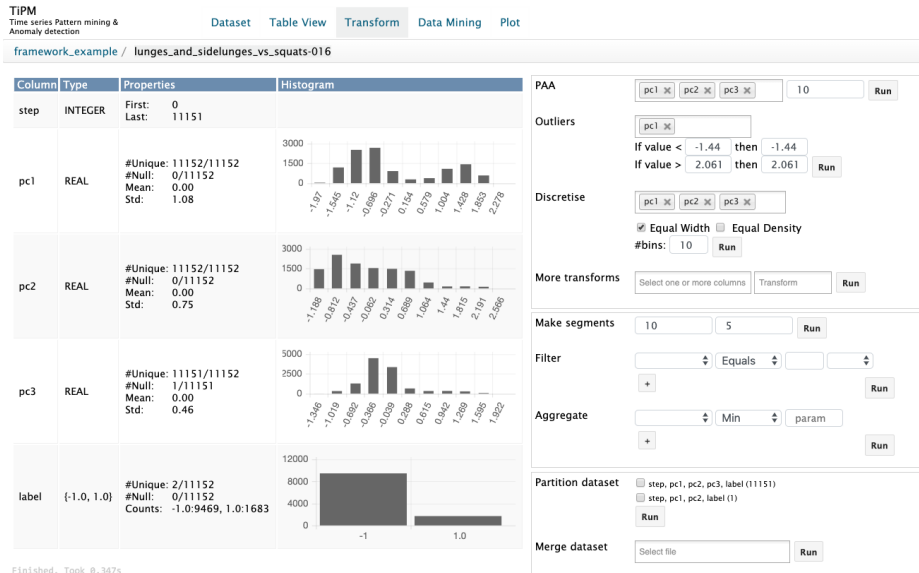 TiPM
Time series Pattern mining &
Anomaly detection
Dataset Table View Transform Data Mining Plot
framework_example / lunges_and_sidelunges_vs_squats-016
Column Type Properties Histogram
step INTEGER
First: 0
Last: 11151
pc1 REAL
#Unique: 11152/11152
#Null: 0/11152
Mean: 0.00
Std: 1.08
3000
1500
0
-1.97 -1.545 -1.12 -0.696 -0.271 0.154 0.579 1.004 1.428 1.853 2.278
pc2 REAL
#Unique: 11152/11152
#Null: 0/11152
Mean: 0.00
Std: 0.75
3000
1500
0
-1.188 -0.812 -0.437 -0.062 0.314 0.689 1.064 1.44 1.815 2.191 2.566
pc3 REAL
#Unique: 11151/11152
#Null: 1/11151
Mean: 0.00
Std: 0.46
5000
2500
0
-1.346 -1.019 -0.692 -0.366 -0.039 0.288 0.615 0.942 1.269 1.595 1.922
label {-1.0, 1.0}
#Unique: 2/11152
#Null: 0/11152
Counts: -1.0:9469, 1.0:1683
12000
8000
4000
0
-1 1.0
Finished. Took 0.347s
PAA pc1 pc2 pc3 10 Run
Outliers pc1
If value < -1.44 then -1.44
If value > 2.061 then 2.061 Run
Discretise pc1 pc2 pc3
Equal Width Equal Density
#bins: 10 Run
More transforms Select one or more columns Transform Run
Make segments 10 5 Run
Filter Equals
+ Run
Aggregate Min param
+ Run
Partition dataset step, pc1, pc2, pc3, label (11151)
step, pc1, pc2, label (1)
Run
Merge dataset Select file Run